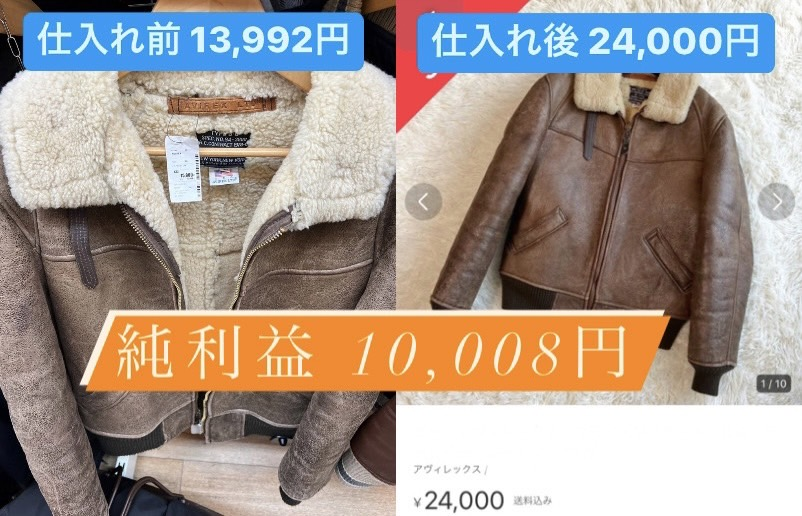 仕入れ前 13,992円
仕入れ後 24,000円
AVIREX
純利益 10,008円
1 / 10
アヴィレックス /
¥24,000 送料込み